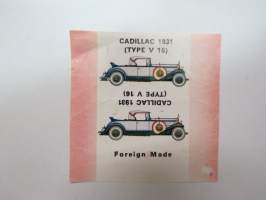 CADILLAC 1931
(TYPE V 16)
(TYPE V 16)
CADILLAC 1931
Foreign Made